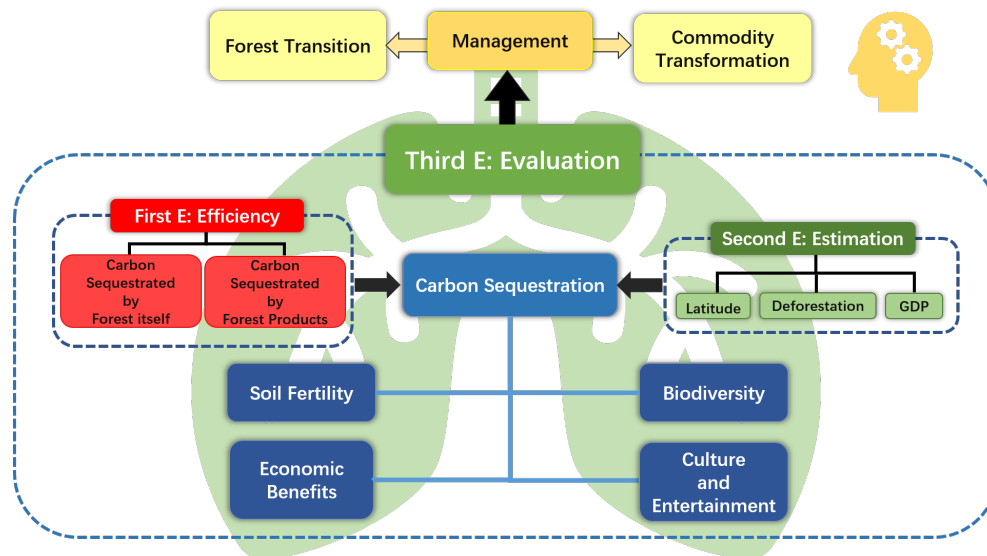 Forest Transition
Management
Commodity
Transformation
Third E: Evaluation
First E: Efficiency
Carbon
Sequestrated
by
Forest itself
Carbon
Sequestrated
by
Forest Products
Carbon Sequestration
Second E: Estimation
Latitude
Deforestation
GDP
Soil Fertility
Biodiversity
Economic
Benefits
Culture
and
Entertainment